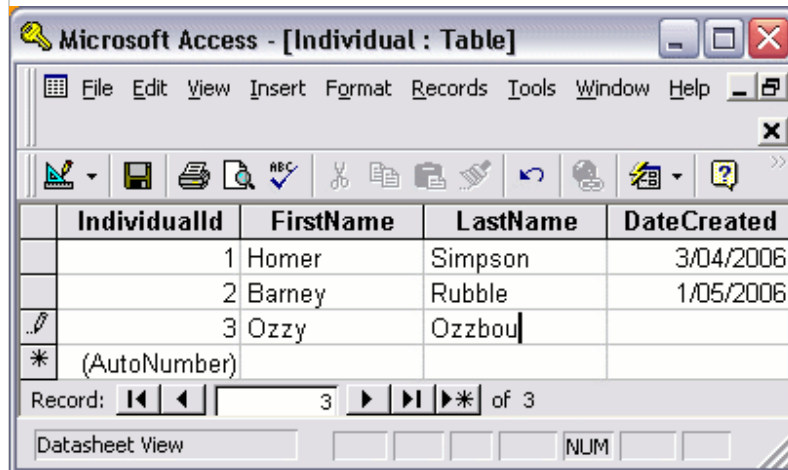 Microsoft Access - [Individual : Table]
File Edit View Insert Format Records Tools Window Help
ABC
IndividualId FirstName LastName DateCreated
1 Homer Simpson 3/04/2006
2 Barney Rubble 1/05/2006
3 Ozzy Ozzbou
(AutoNumber)
Record: 3 of 3
Datasheet View NUM